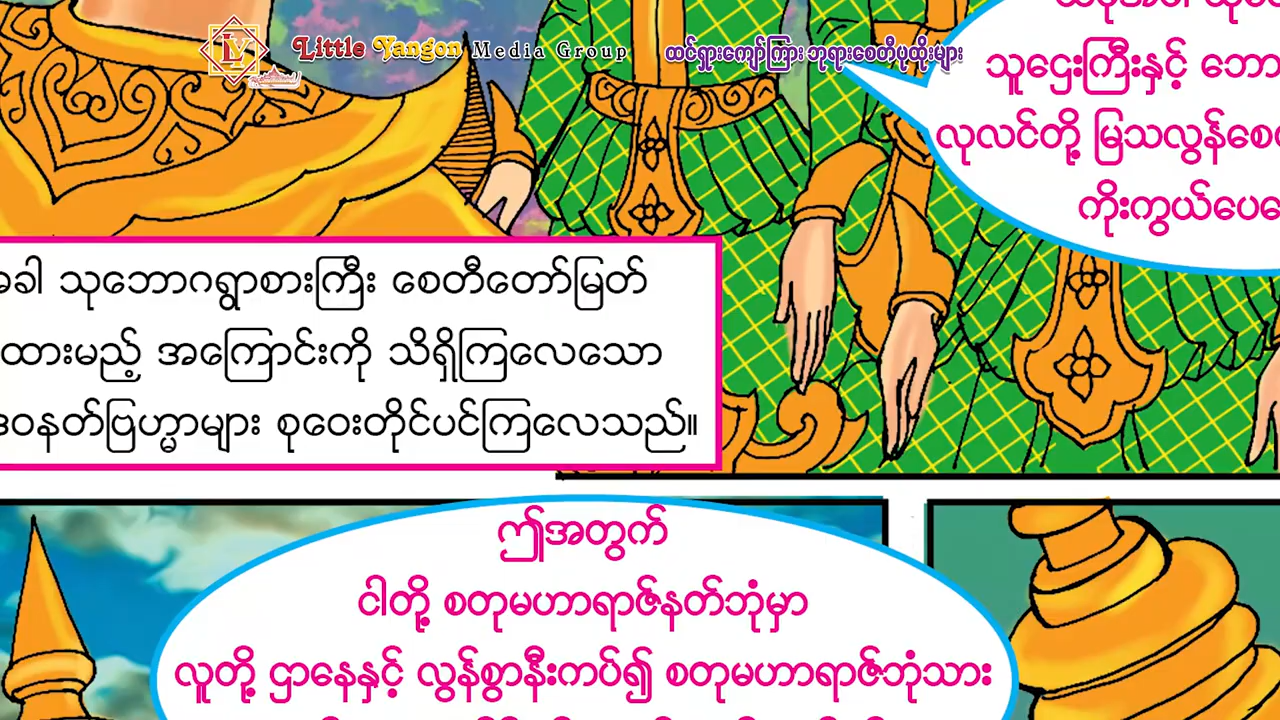 LY Little Yangon Media Group ထင်ရှားကျော်ကြား ဘုရားစေတီပုထိုးများ
သူဌေးကြီးနှင့်
လုလင်တို့ မြသလွန်စေ
ကိုးကွယ်ပေ
အခါ သုဘောဂရွာစားကြီး စေတီတော်မြတ်
ထားမည့် အကြောင်းကို သိရှိကြလေသော
ဒေဝနတ်ဗြဟ္မာများ စုဝေးတိုင်ပင်ကြလေသည်။
ဤအတွက်
ငါတို့ စတုမဟာရာဇ်နတ်ဘုံမှာ
လူတို့ ဌာနေနှင့် လွန်စွာနီးကပ်၍ စတုမဟာရာဇ်ဘုံသား